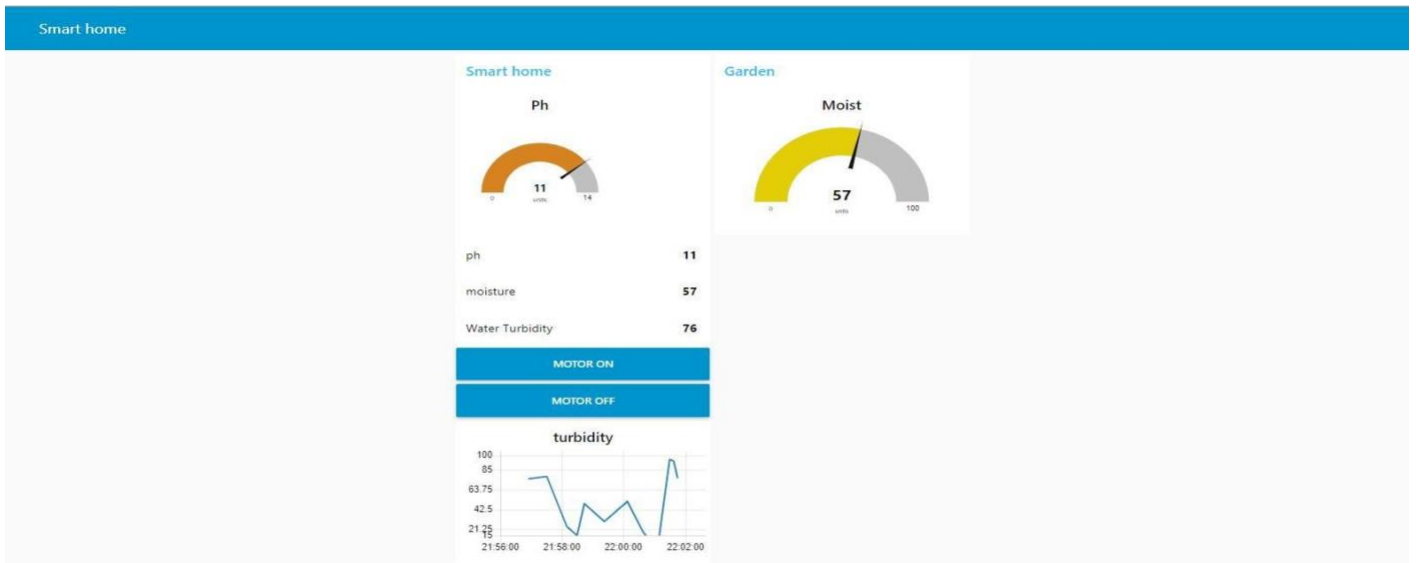 Smart home
Smart home
Ph
11
units
0
14
ph 11
moisture 57
Water Turbidity 76
MOTOR ON
MOTOR OFF
turbidity
100
85
63.75
42.5
21.25
15
21:56:00 21:58:00 22:00:00 22:02:00
Garden
Moist
57
units
0
100